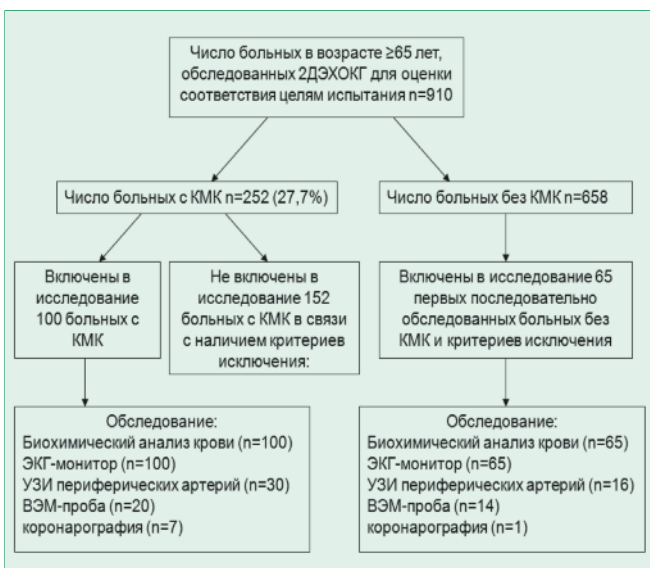 Число больных в возрасте ≥65 лет,
обследованных 2ДЭХОКГ для оценки
соответствия целям испытания n=910
Число больных с КМК n=252 (27,7%)
Число больных без КМК n=658
Включены в
исследование
100 больных с
КМК
Не включены в
исследование 152
больных с КМК в связи
с наличием критериев
исключения:
Включены в исследование 65
первых последовательно
обследованных больных без
КМК и критериев исключения
Обследование:
Биохимический анализ крови (n=100)
ЭКГ-монитор (n=100)
УЗИ периферических артерий (n=30)
ВЭМ-проба (n=20)
коронарография (n=7)
Обследование:
Биохимический анализ крови (n=65)
ЭКГ-монитор (n=65)
УЗИ периферических артерий (n=16)
ВЭМ-проба (n=14)
коронарография (n=1)